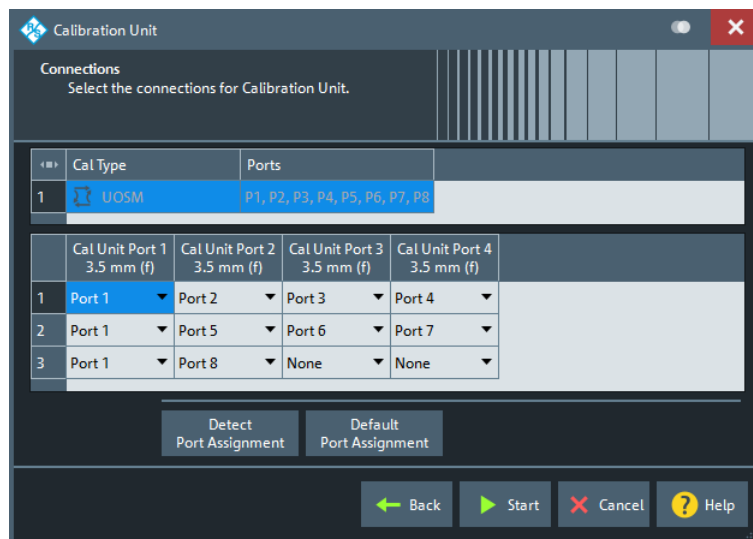 Calibration Unit
Connections
Select the connections for Calibration Unit.
Cal Type Ports
1 UOSM P1, P2, P3, P4, P5, P6, P7, P8
Cal Unit Port 1 Cal Unit Port 2 Cal Unit Port 3 Cal Unit Port 4
3.5 mm (f) 3.5 mm (f) 3.5 mm (f) 3.5 mm (f)
1 Port 1 Port 2 Port 3 Port 4
2 Port 1 Port 5 Port 6 Port 7
3 Port 1 Port 8 None None
Detect Default
Port Assignment Port Assignment
Back Start Cancel ? Help